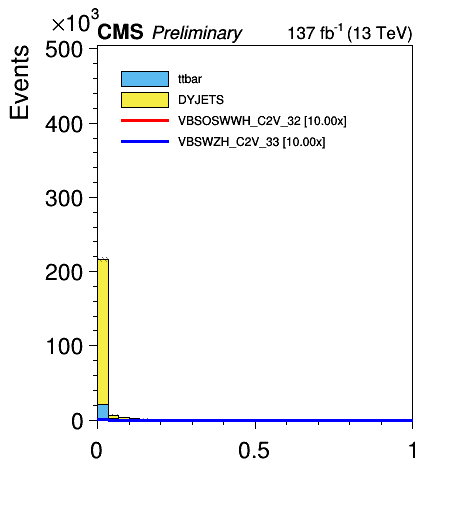 ×10³
CMS Preliminary 137 fb⁻¹ (13 TeV)
Events
500
400
300
200
100
0
ttbar
DYJETS
VBSOSWWH_C2V_32 [10.00x]
VBSWZH_C2V_33 [10.00x]
0 0.5 1